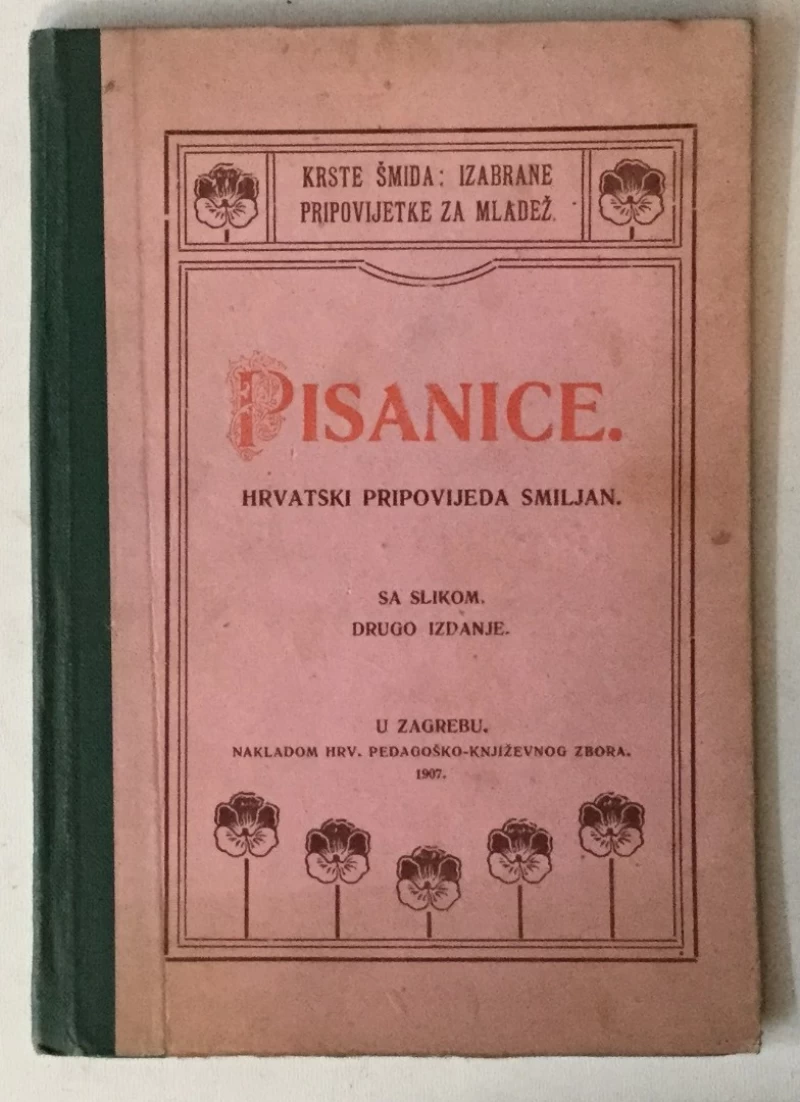 KRSTE ŠMIDA: IZABRANE
PRIPOVIJETKE ZA MLADEŽ.
PISANICE.
HRVATSKI PRIPOVIJEDA SMILJAN.
SA SLIKOM.
DRUGO IZDANJE.
U ZAGREBU.
NAKLADOM HRV. PEDAGOŠKO-KNJIŽEVNOG ZBORA.
1907.